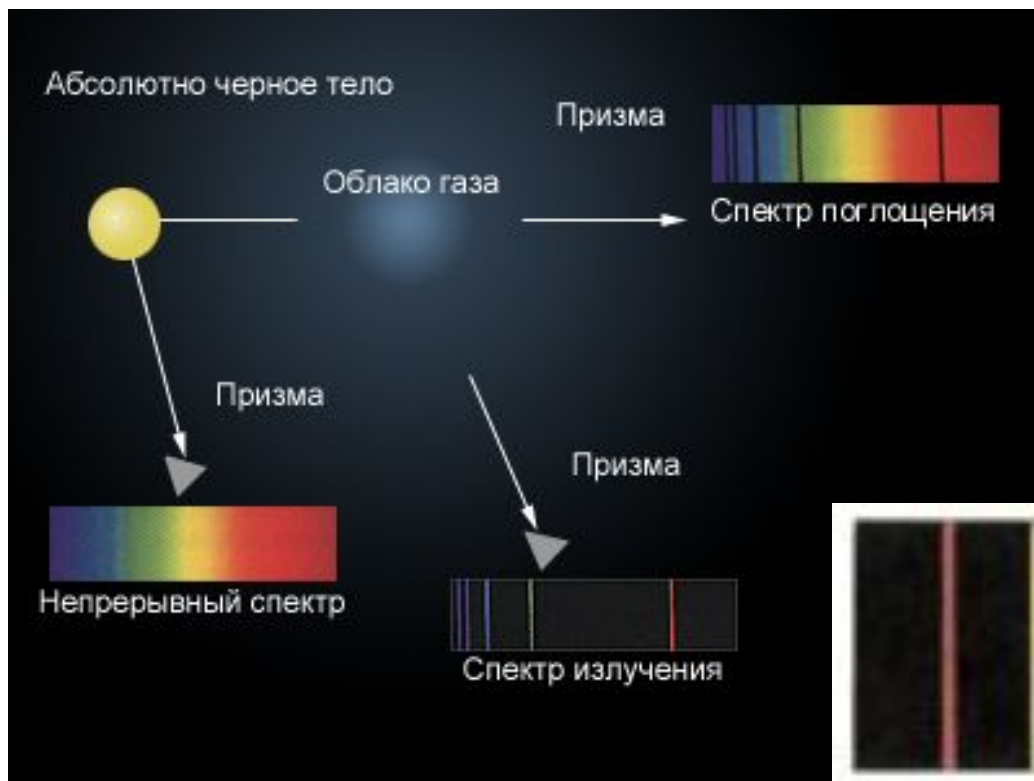 Абсолютно черное тело
Призма
Облако газа
Спектр поглощения
Призма
Призма
Непрерывный спектр
Спектр излучения